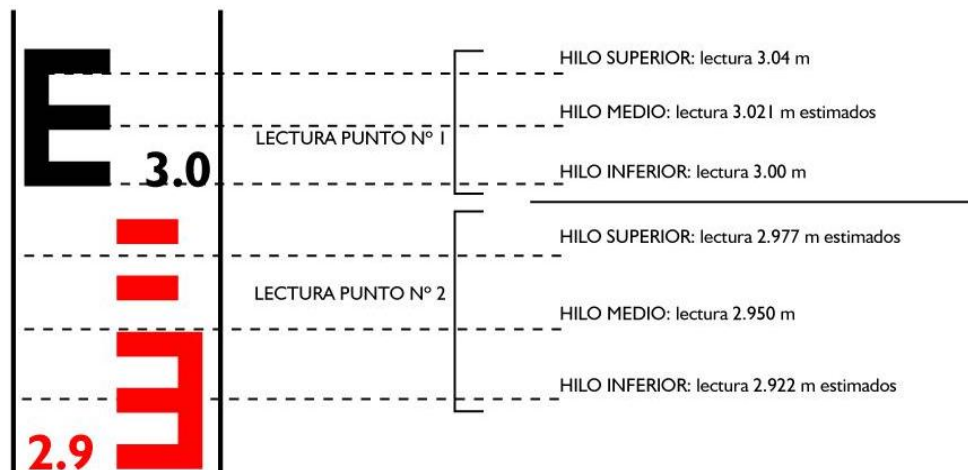 HILO SUPERIOR: lectura 3.04 m
HILO MEDIO: lectura 3.021 m estimados
LECTURA PUNTO Nº 1
3.0
HILO INFERIOR: lectura 3.00 m
HILO SUPERIOR: lectura 2.977 m estimados
LECTURA PUNTO Nº 2
HILO MEDIO: lectura 2.950 m
HILO INFERIOR: lectura 2.922 m estimados
2.9